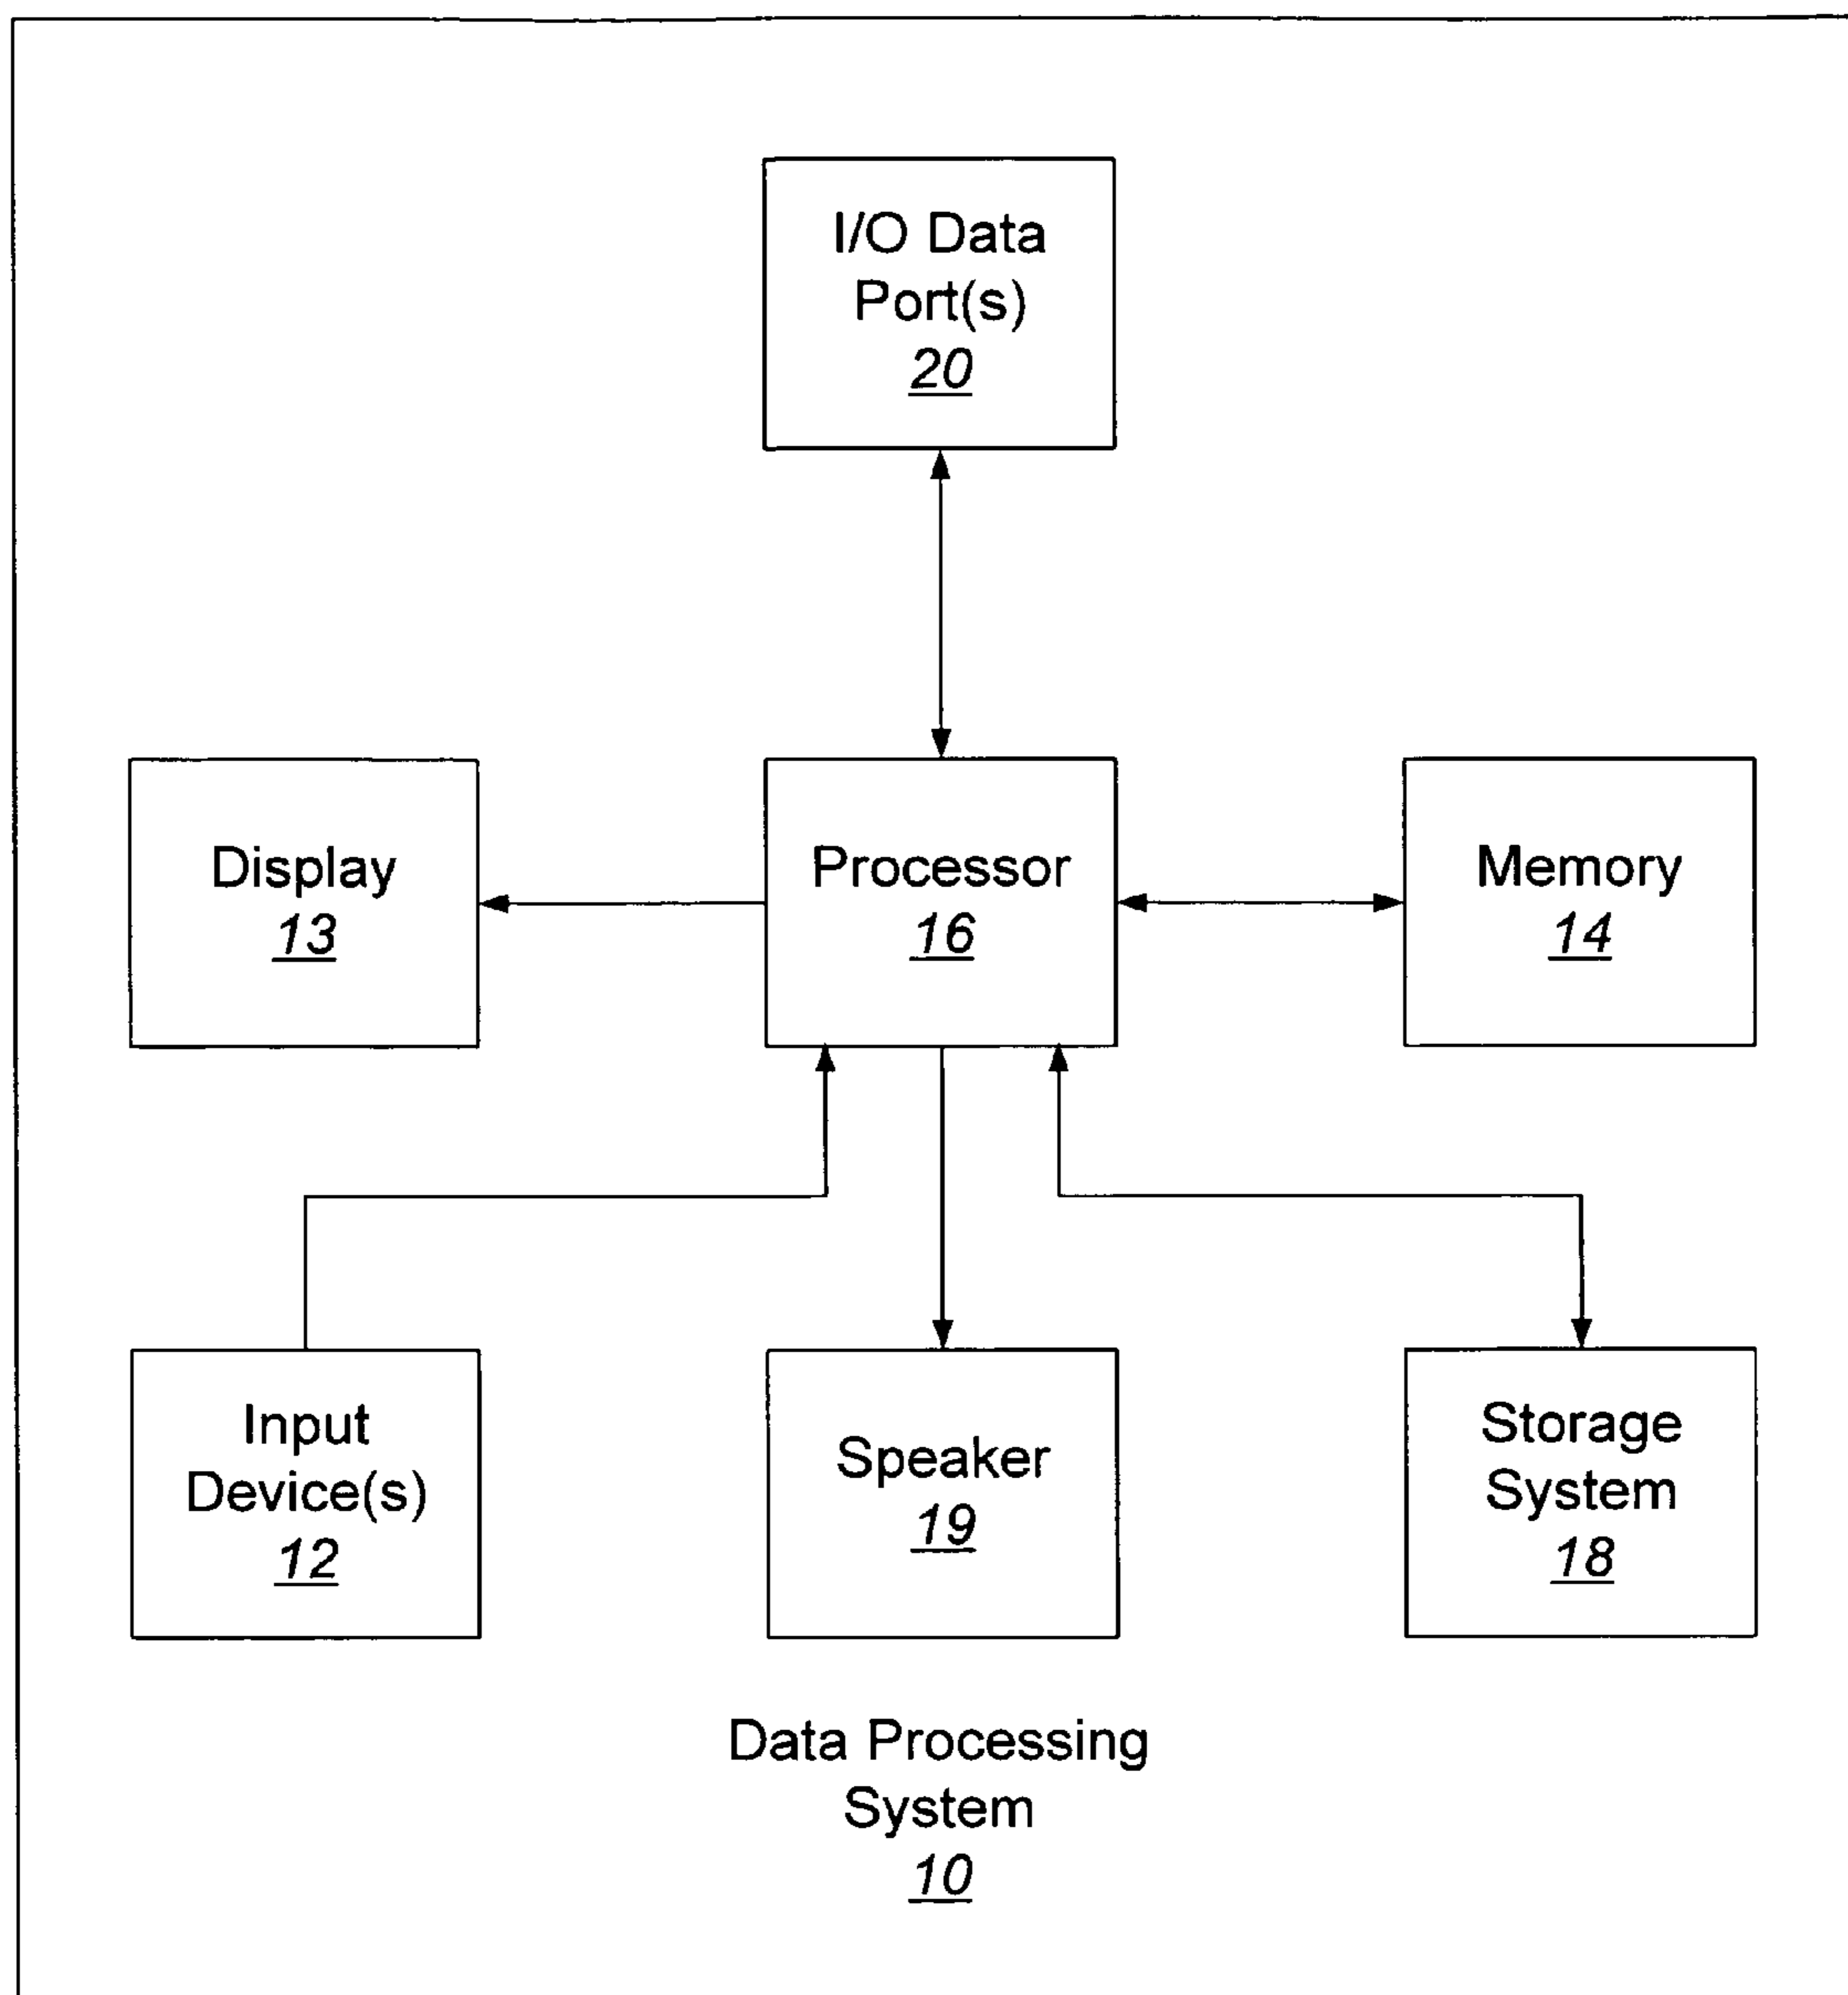 I/O Data
Port(s)
20
Display
13
Processor
16
Memory
14
Input
Device(s)
12
Speaker
19
Storage
System
18
Data Processing
System
10